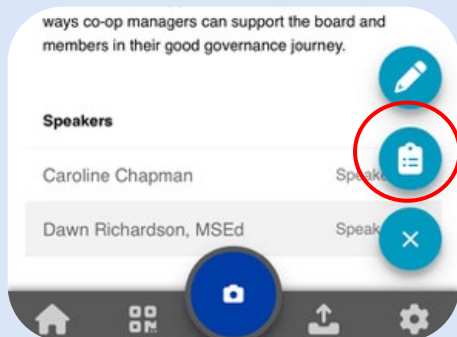 ways co-op managers can support the board and
members in their good governance journey.
Speakers
Caroline Chapman
Dawn Richardson, MSEd